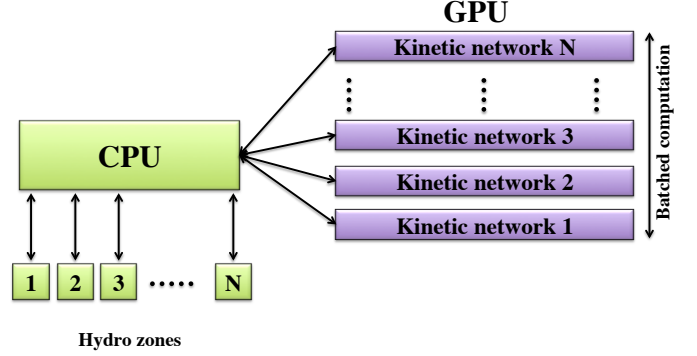 GPU
Kinetic network N
Kinetic network 3
Kinetic network 2
Kinetic network 1
Batched computation
CPU
1 2 3 ..... N
Hydro zones